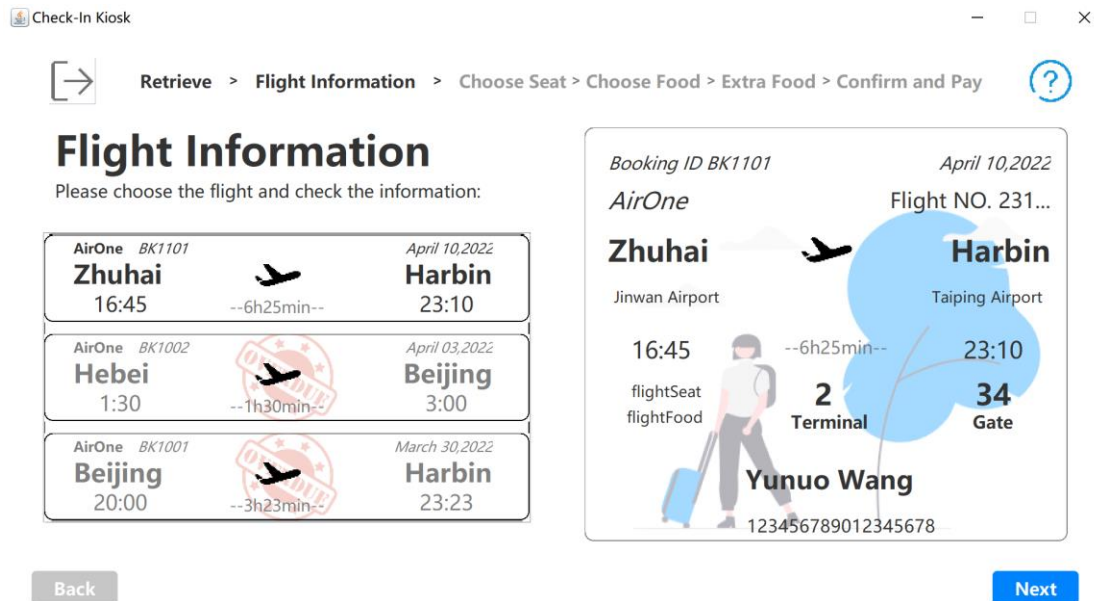 Check-In Kiosk
Retrieve > Flight Information > Choose Seat > Choose Food > Extra Food > Confirm and Pay ?
Flight Information
Please choose the flight and check the information:
AirOne BK1101 April 10,2022
Zhuhai Harbin
16:45 --6h25min-- 23:10
AirOne BK1002 April 03,2022
OVERDUE
Hebei Beijing
1:30 --1h30min-- 3:00
AirOne BK1001 March 30,2022
OVERDUE
Beijing Harbin
20:00 --3h23min-- 23:23
Booking ID BK1101 April 10,2022
AirOne Flight NO. 231...
Zhuhai Harbin
Jinwan Airport Taiping Airport
16:45 --6h25min-- 23:10
flightSeat 2 34
flightFood Terminal Gate
Yunuo Wang
123456789012345678
Back Next